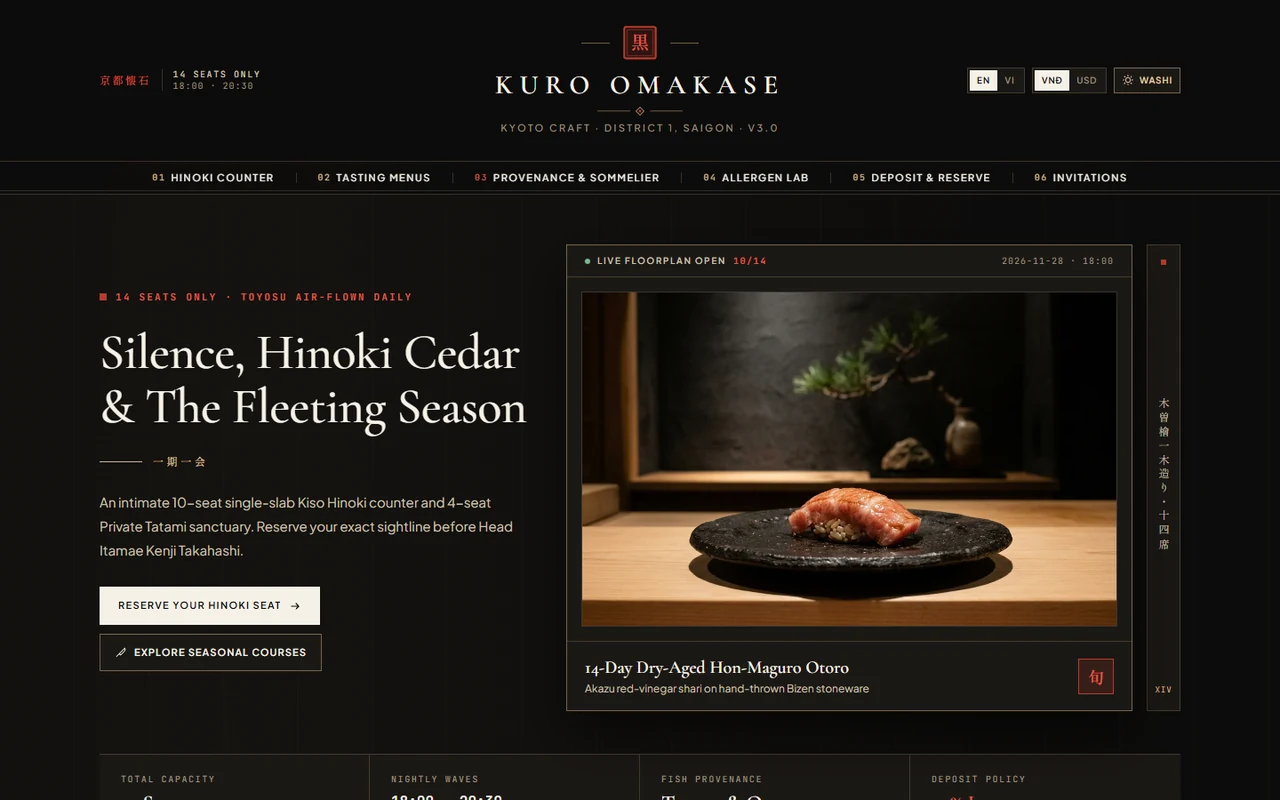 黒
京都懐石
14 SEATS ONLY
18:00 · 20:30
KURO OMAKASE
KYOTO CRAFT · DISTRICT 1, SAIGON · V3.0
EN VI
VNĐ USD
WASHI
01 HINOKI COUNTER
02 TASTING MENUS
03 PROVENANCE & SOMMELIER
04 ALLERGEN LAB
05 DEPOSIT & RESERVE
06 INVITATIONS
14 SEATS ONLY · TOYOSU AIR-FLOWN DAILY
Silence, Hinoki Cedar
& The Fleeting Season
一期一会
An intimate 10–seat single–slab Kiso Hinoki counter and 4–seat
Private Tatami sanctuary. Reserve your exact sightline before Head
Itamae Kenji Takahashi.
RESERVE YOUR HINOKI SEAT →
EXPLORE SEASONAL COURSES
LIVE FLOORPLAN OPEN 10/14
2026-11-28 · 18:00
14-Day Dry-Aged Hon-Maguro Otoro
Akazu red-vinegar shari on hand-thrown Bizen stoneware
旬
木曽檜一木造り・十四席
XIV
TOTAL CAPACITY
NIGHTLY WAVES
18:00 20:30
FISH PROVENANCE
DEPOSIT POLICY